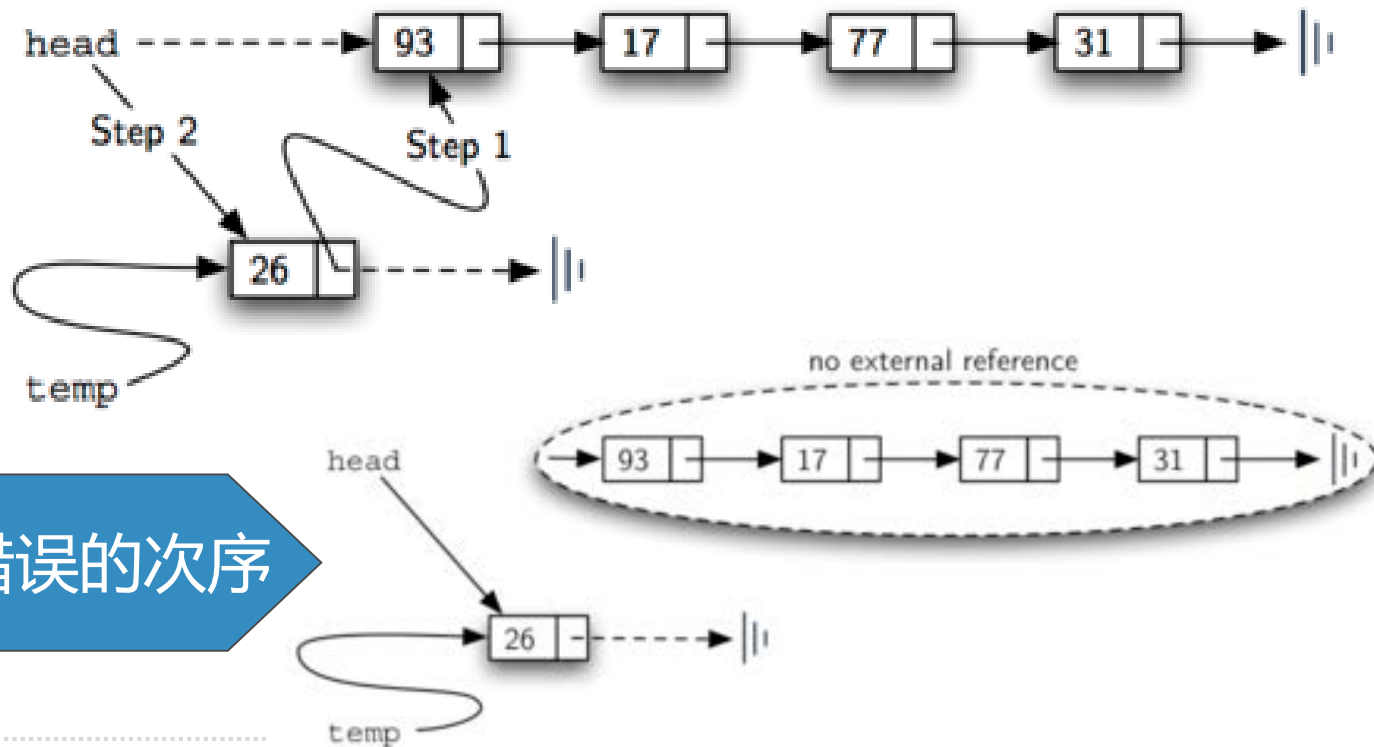 head 93 17 77 31
Step 2 Step 1
26
temp
no external reference
head 93 17 77 31
错误的次序
26
temp